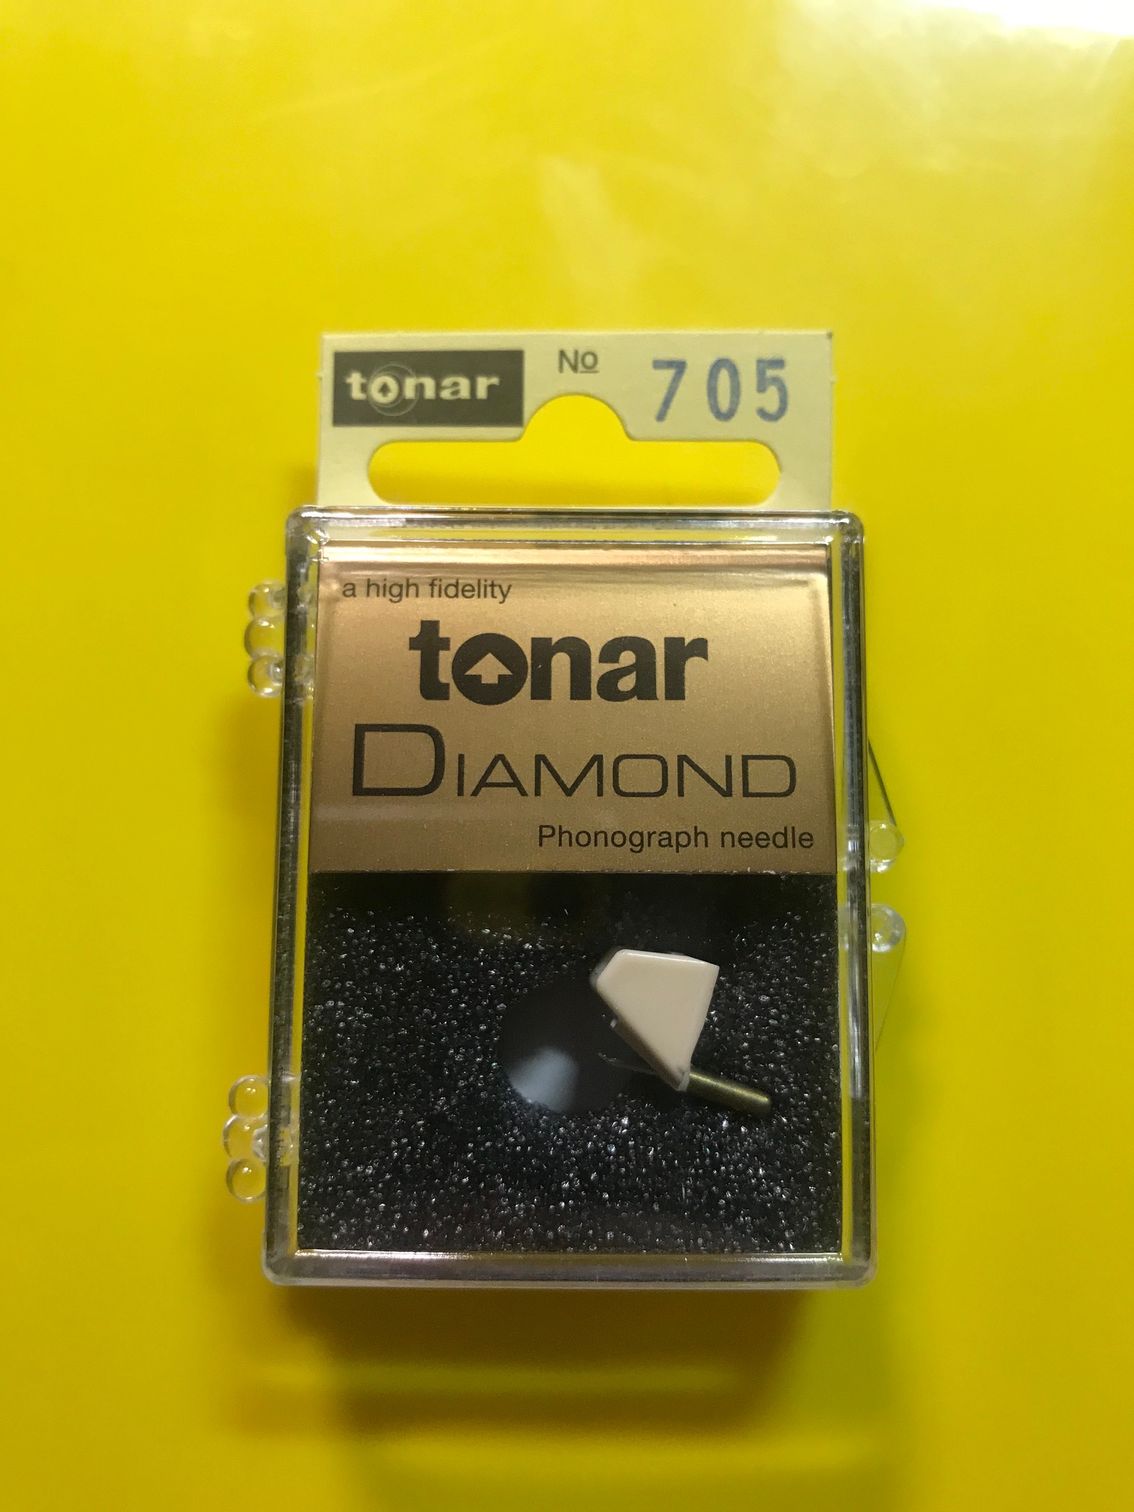 tonar
No 705
a high fidelity
tonar
DIAMOND
Phonograph needle